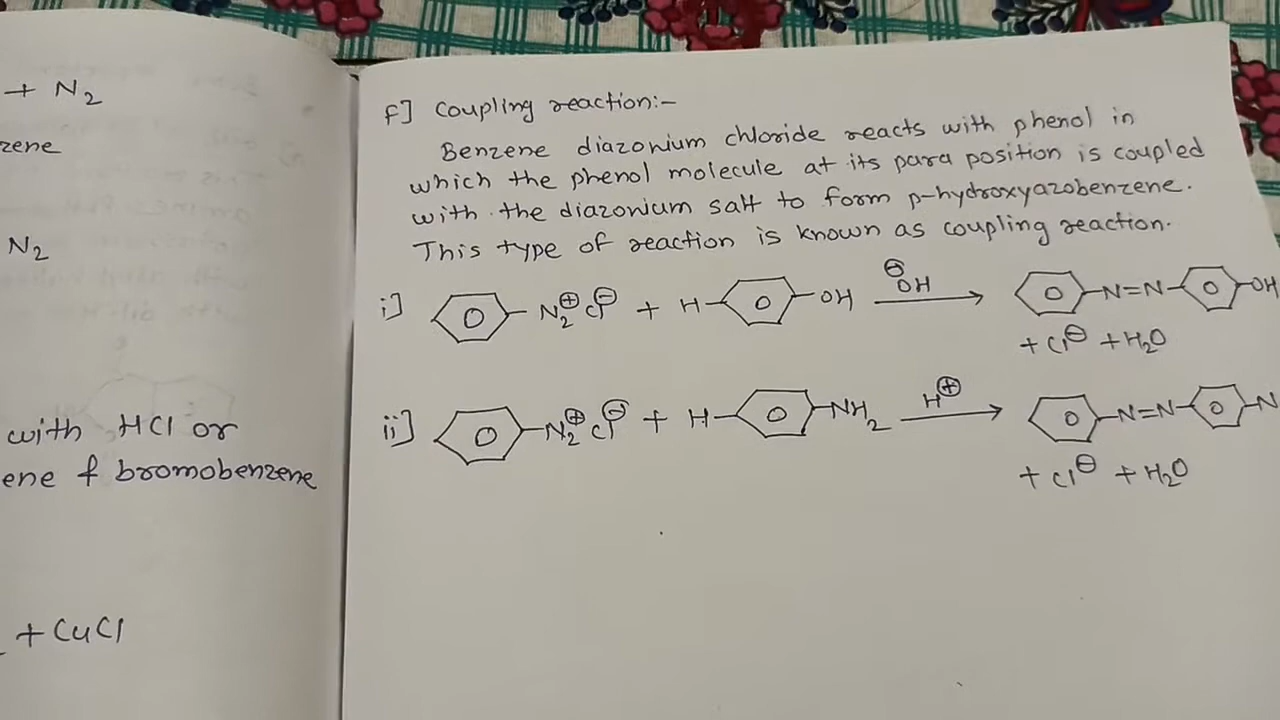 + N₂
zene
N₂
with HCl or
ene & bromobenzene
+ CuCl
F] Coupling reaction:-
Benzene diazonium chloride reacts with phenol in
which the phenol molecule at its para position is coupled
with the diazonium salt to form p-hydroxyazobenzene.
This type of reaction is known as coupling reaction.
i] N₂⊕ Cl⊖ + H OH ⊖OH N=N OH
+ Cl⊖ + H₂O
ii] N₂⊕ Cl⊖ + H NH₂ H⊕ N=N N
+ Cl⊖ + H₂O